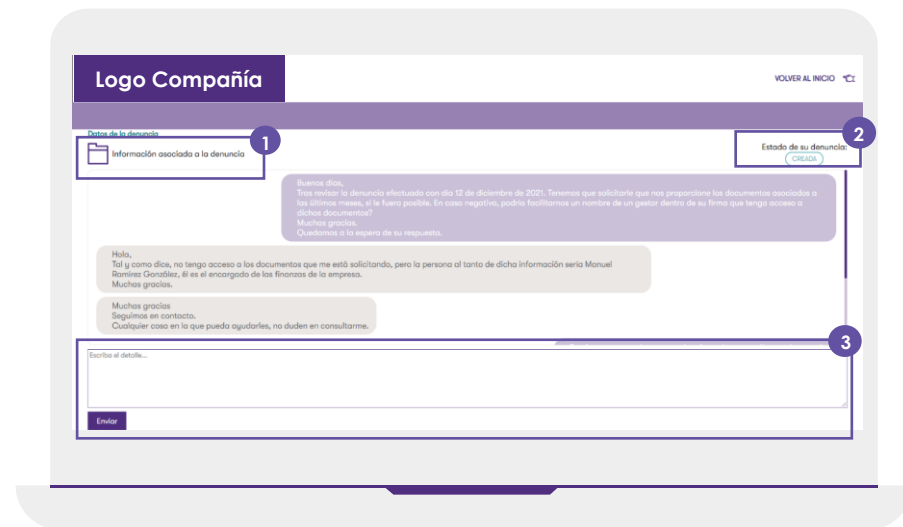 Logo Compañía
VOLVER AL INICIO
Datos de la denuncia
1
2
Información asociada a la denuncia
Estado de su denuncia:
CREADA
Buenos días,
Tras revisar la denuncia efectuada con día 12 de diciembre de 2021. Tenemos que solicitarle que nos proporcione los documentos asociados a
los últimos meses, si le fuera posible. En caso negativo, podría facilitarnos un nombre de un gestor dentro de su firma que tenga acceso a
dichos documentos?
Muchas gracias.
Quedamos a la espera de su respuesta.
Hola,
Tal y como dice, no tengo acceso a los documentos que me está solicitando, pero la persona al tanto de dicha información sería Manuel
Ramírez González, él es el encargado de las finanzas de la empresa.
Muchas gracias.
Muchas gracias
Seguimos en contacto.
Cualquier cosa en la que pueda ayudarles, no duden en consultarme.
3
Escriba el detalle...
Enviar